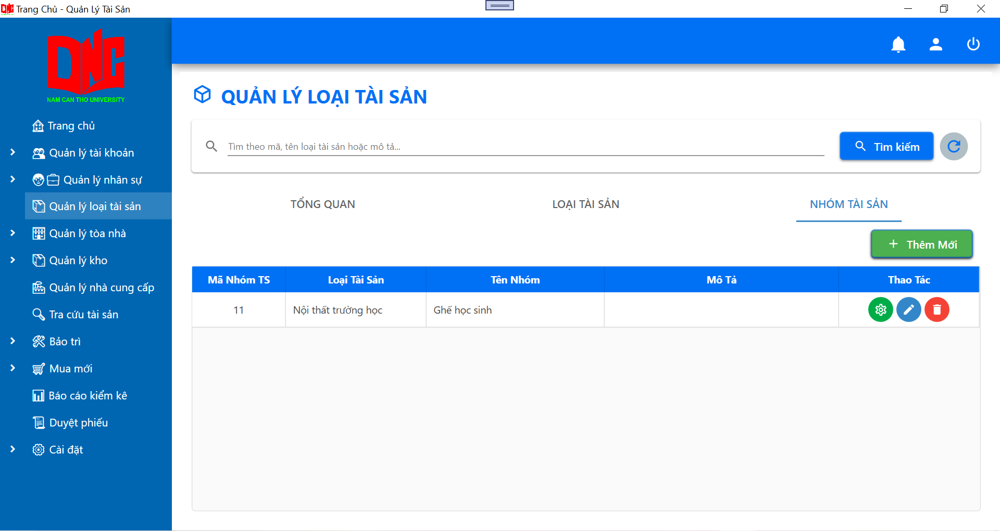 Trang Chủ - Quản Lý Tài Sản
DNC
NAM CAN THO UNIVERSITY
Trang chủ
Quản lý tài khoản
Quản lý nhân sự
Quản lý loại tài sản
Quản lý tòa nhà
Quản lý kho
Quản lý nhà cung cấp
Tra cứu tài sản
Bảo trì
Mua mới
Báo cáo kiểm kê
Duyệt phiếu
Cài đặt
QUẢN LÝ LOẠI TÀI SẢN
Tìm theo mã, tên loại tài sản hoặc mô tả...
Tìm kiếm
TỔNG QUAN
LOẠI TÀI SẢN
NHÓM TÀI SẢN
Thêm Mới
Mã Nhóm TS Loại Tài Sản Tên Nhóm Mô Tả Thao Tác
11 Nội thất trường học Ghế học sinh